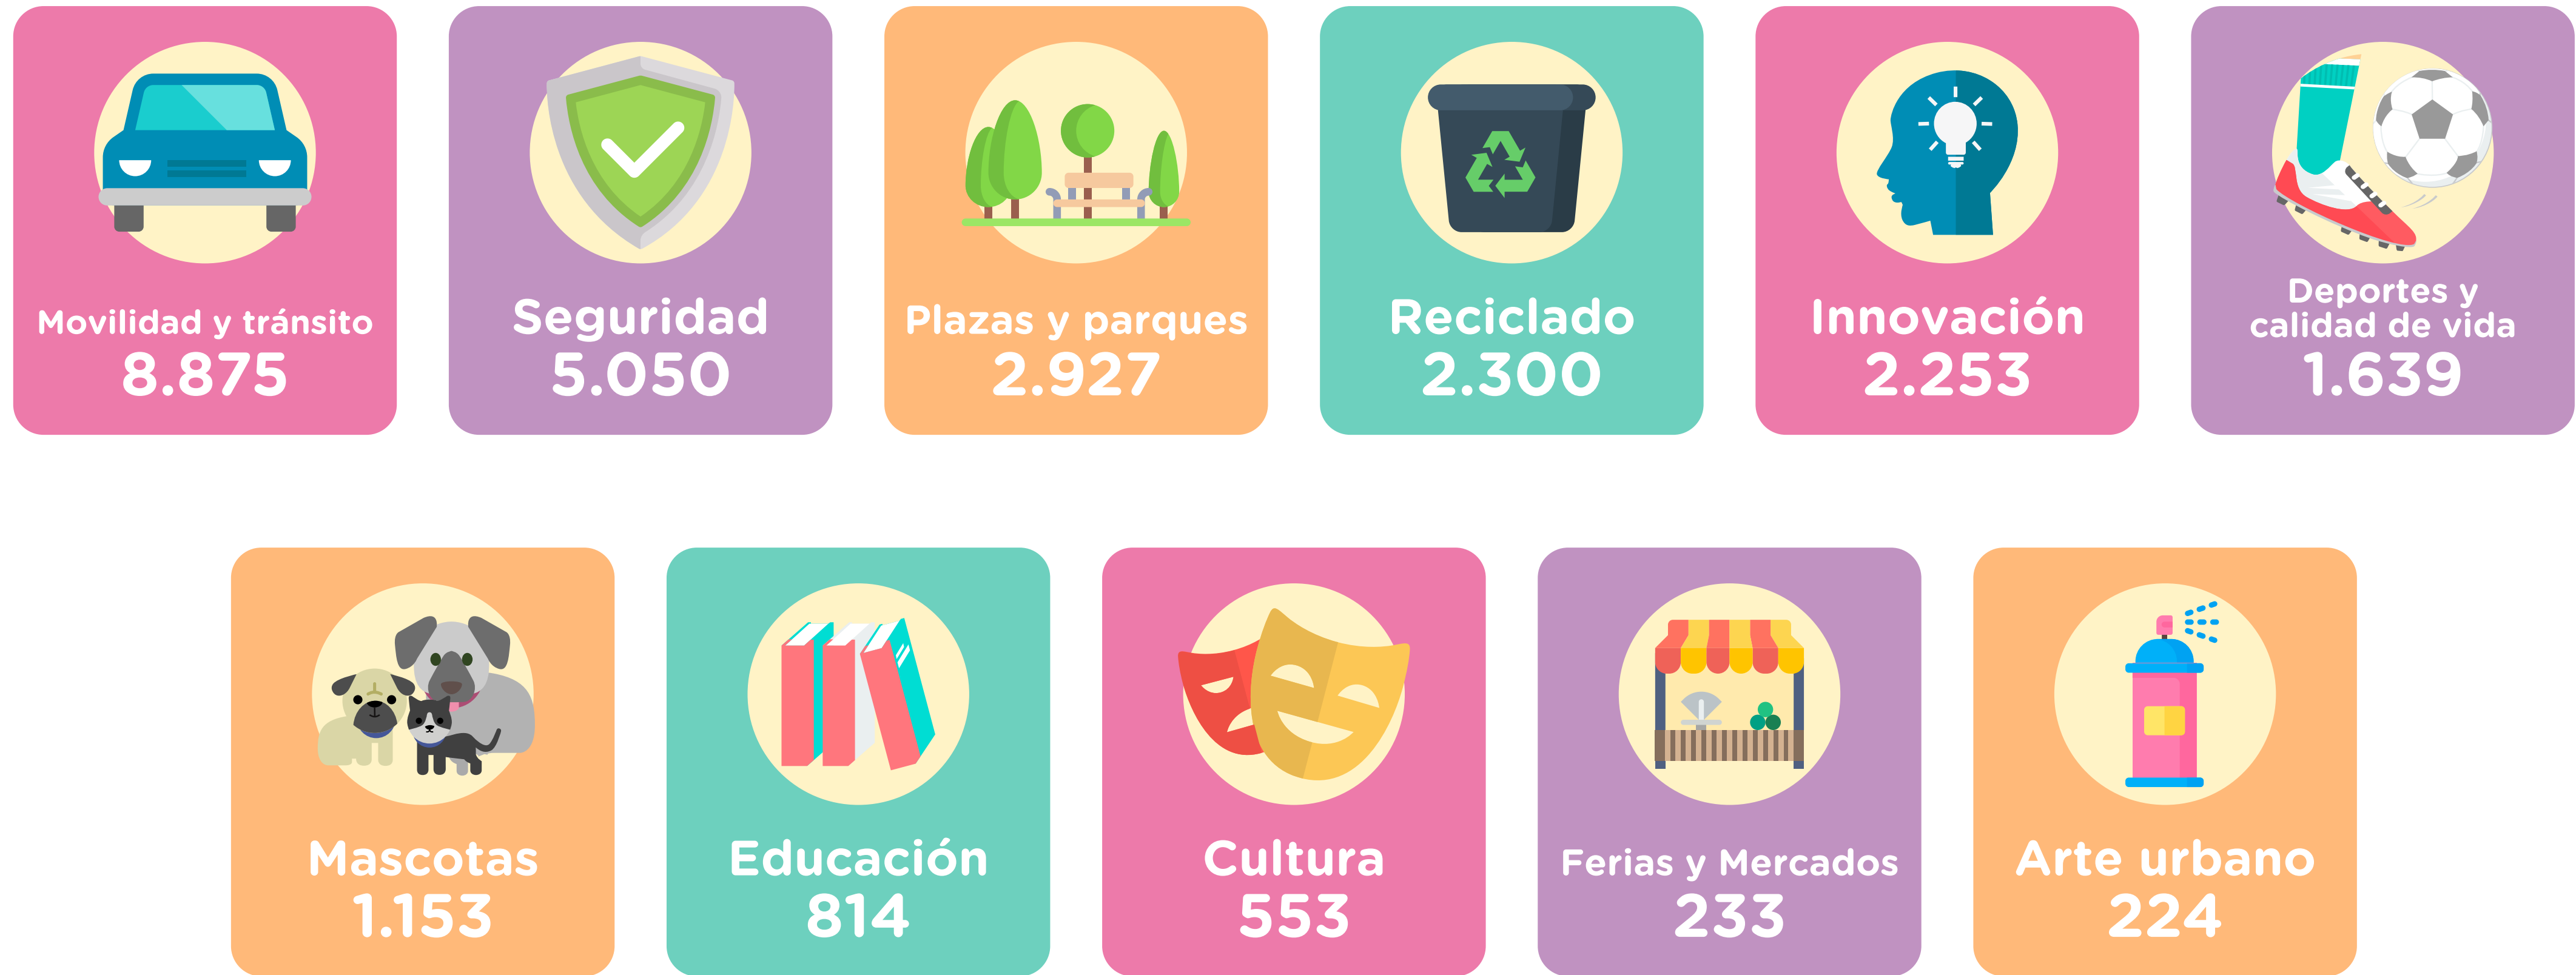 Movilidad y tránsito
8.875
Seguridad
5.050
Plazas y parques
2.927
Reciclado
2.300
Innovación
2.253
Deportes y
calidad de vida
1.639
Mascotas
1.153
Educación
814
Cultura
553
Ferias y Mercados
233
Arte urbano
224